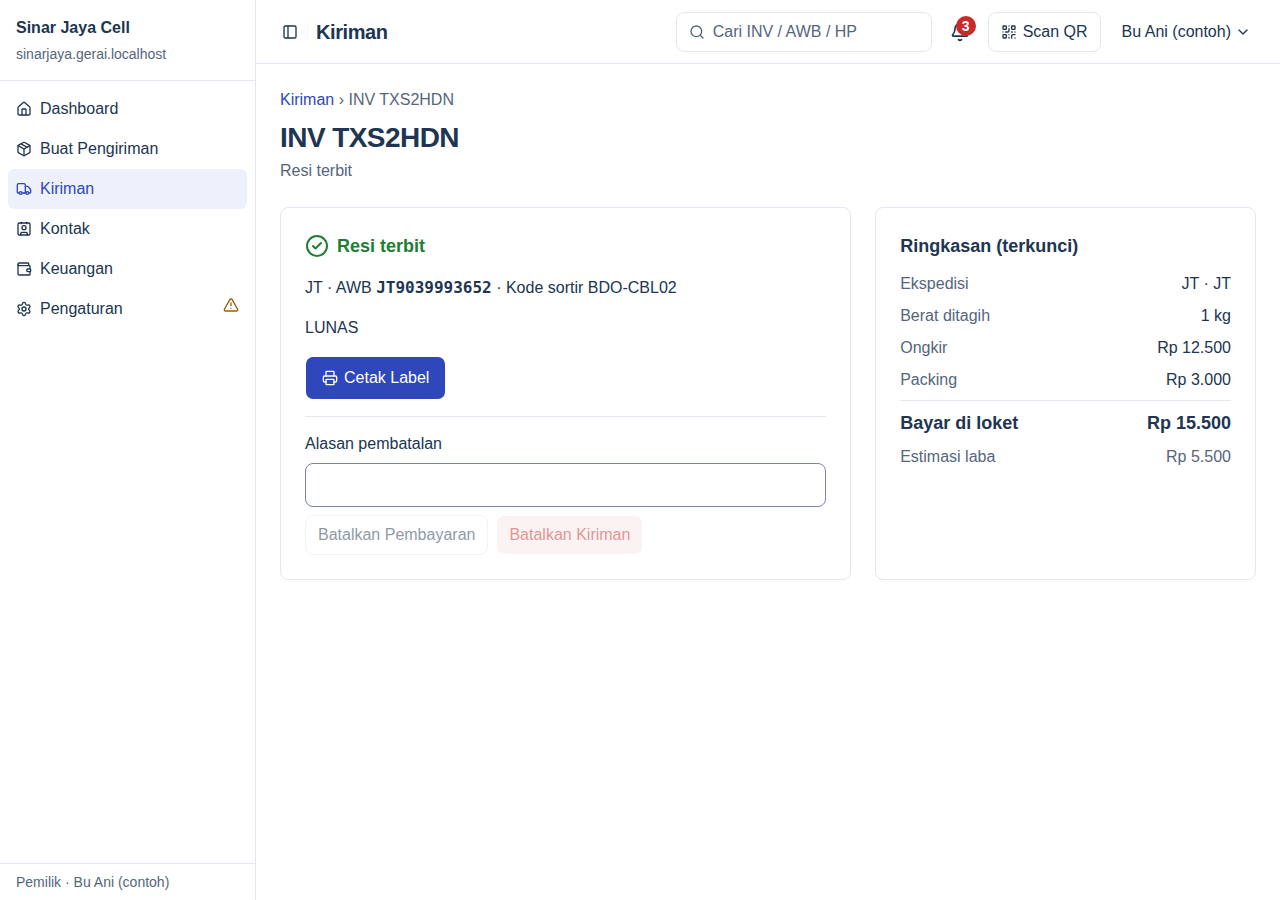 Sinar Jaya Cell
sinarjaya.gerai.localhost
Dashboard
Buat Pengiriman
Kiriman
Kontak
Keuangan
Pengaturan
Pemilik · Bu Ani (contoh)
Kiriman
Cari INV / AWB / HP
3
Scan QR
Bu Ani (contoh)
Kiriman › INV TXS2HDN
INV TXS2HDN
Resi terbit
Resi terbit
JT · AWB JT9039993652 · Kode sortir BDO-CBL02
LUNAS
Cetak Label
Alasan pembatalan
Batalkan Pembayaran
Batalkan Kiriman
Ringkasan (terkunci)
Ekspedisi JT · JT
Berat ditagih 1 kg
Ongkir Rp 12.500
Packing Rp 3.000
Bayar di loket Rp 15.500
Estimasi laba Rp 5.500